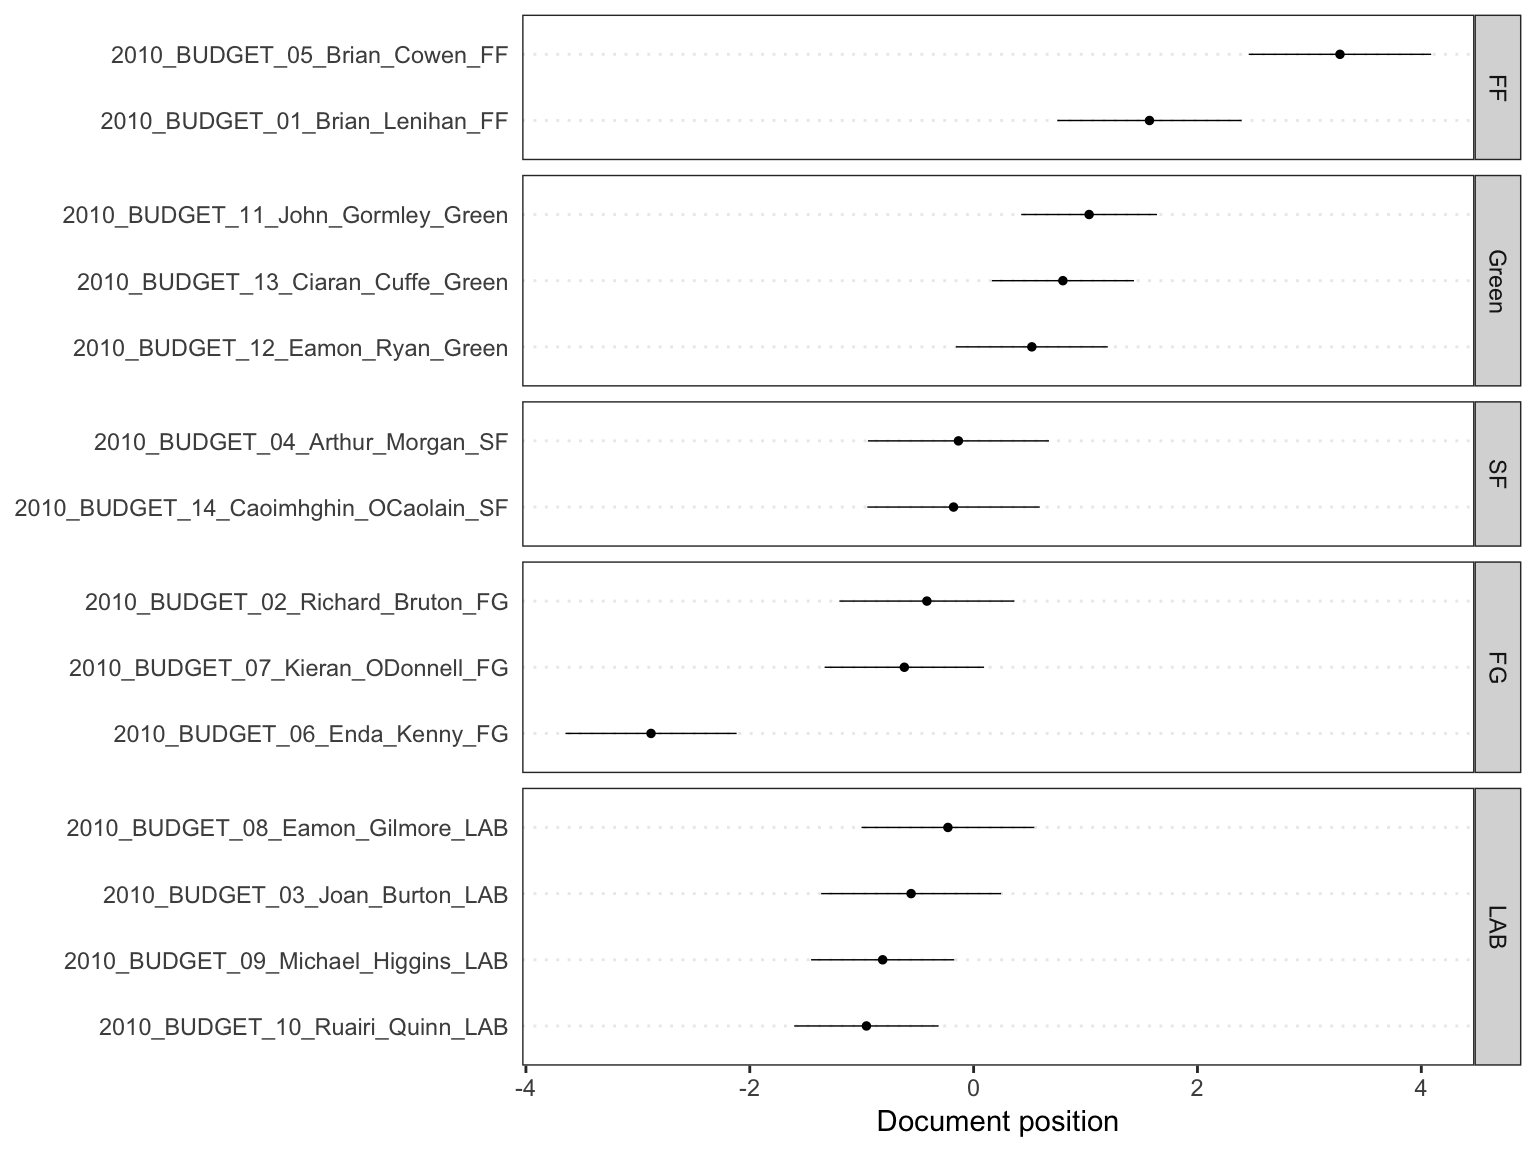 2010_BUDGET_05_Brian_Cowen_FF
2010_BUDGET_01_Brian_Lenihan_FF
FF
2010_BUDGET_11_John_Gormley_Green
2010_BUDGET_13_Ciaran_Cuffe_Green
2010_BUDGET_12_Eamon_Ryan_Green
Green
2010_BUDGET_04_Arthur_Morgan_SF
2010_BUDGET_14_Caoimhghin_OCaolain_SF
SF
2010_BUDGET_02_Richard_Bruton_FG
2010_BUDGET_07_Kieran_ODonnell_FG
2010_BUDGET_06_Enda_Kenny_FG
FG
2010_BUDGET_08_Eamon_Gilmore_LAB
2010_BUDGET_03_Joan_Burton_LAB
2010_BUDGET_09_Michael_Higgins_LAB
2010_BUDGET_10_Ruairi_Quinn_LAB
LAB
-4 -2 0 2 4
Document position